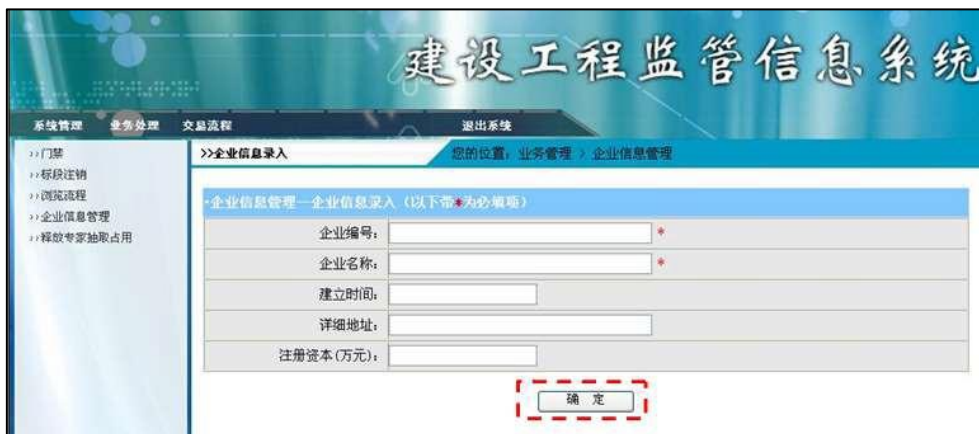 建设工程监管信息系统
系统管理 业务处理 交易流程 退出系统
>>门禁
>>标段注销
>>浏览流程
>>企业信息管理
>>释放专家抽取占用
>>企业信息录入
您的位置：业务管理 > 企业信息管理
·企业信息管理—企业信息录入（以下带*为必填项）
企业编号： *
企业名称： *
建立时间：
详细地址：
注册资本(万元)：
确 定